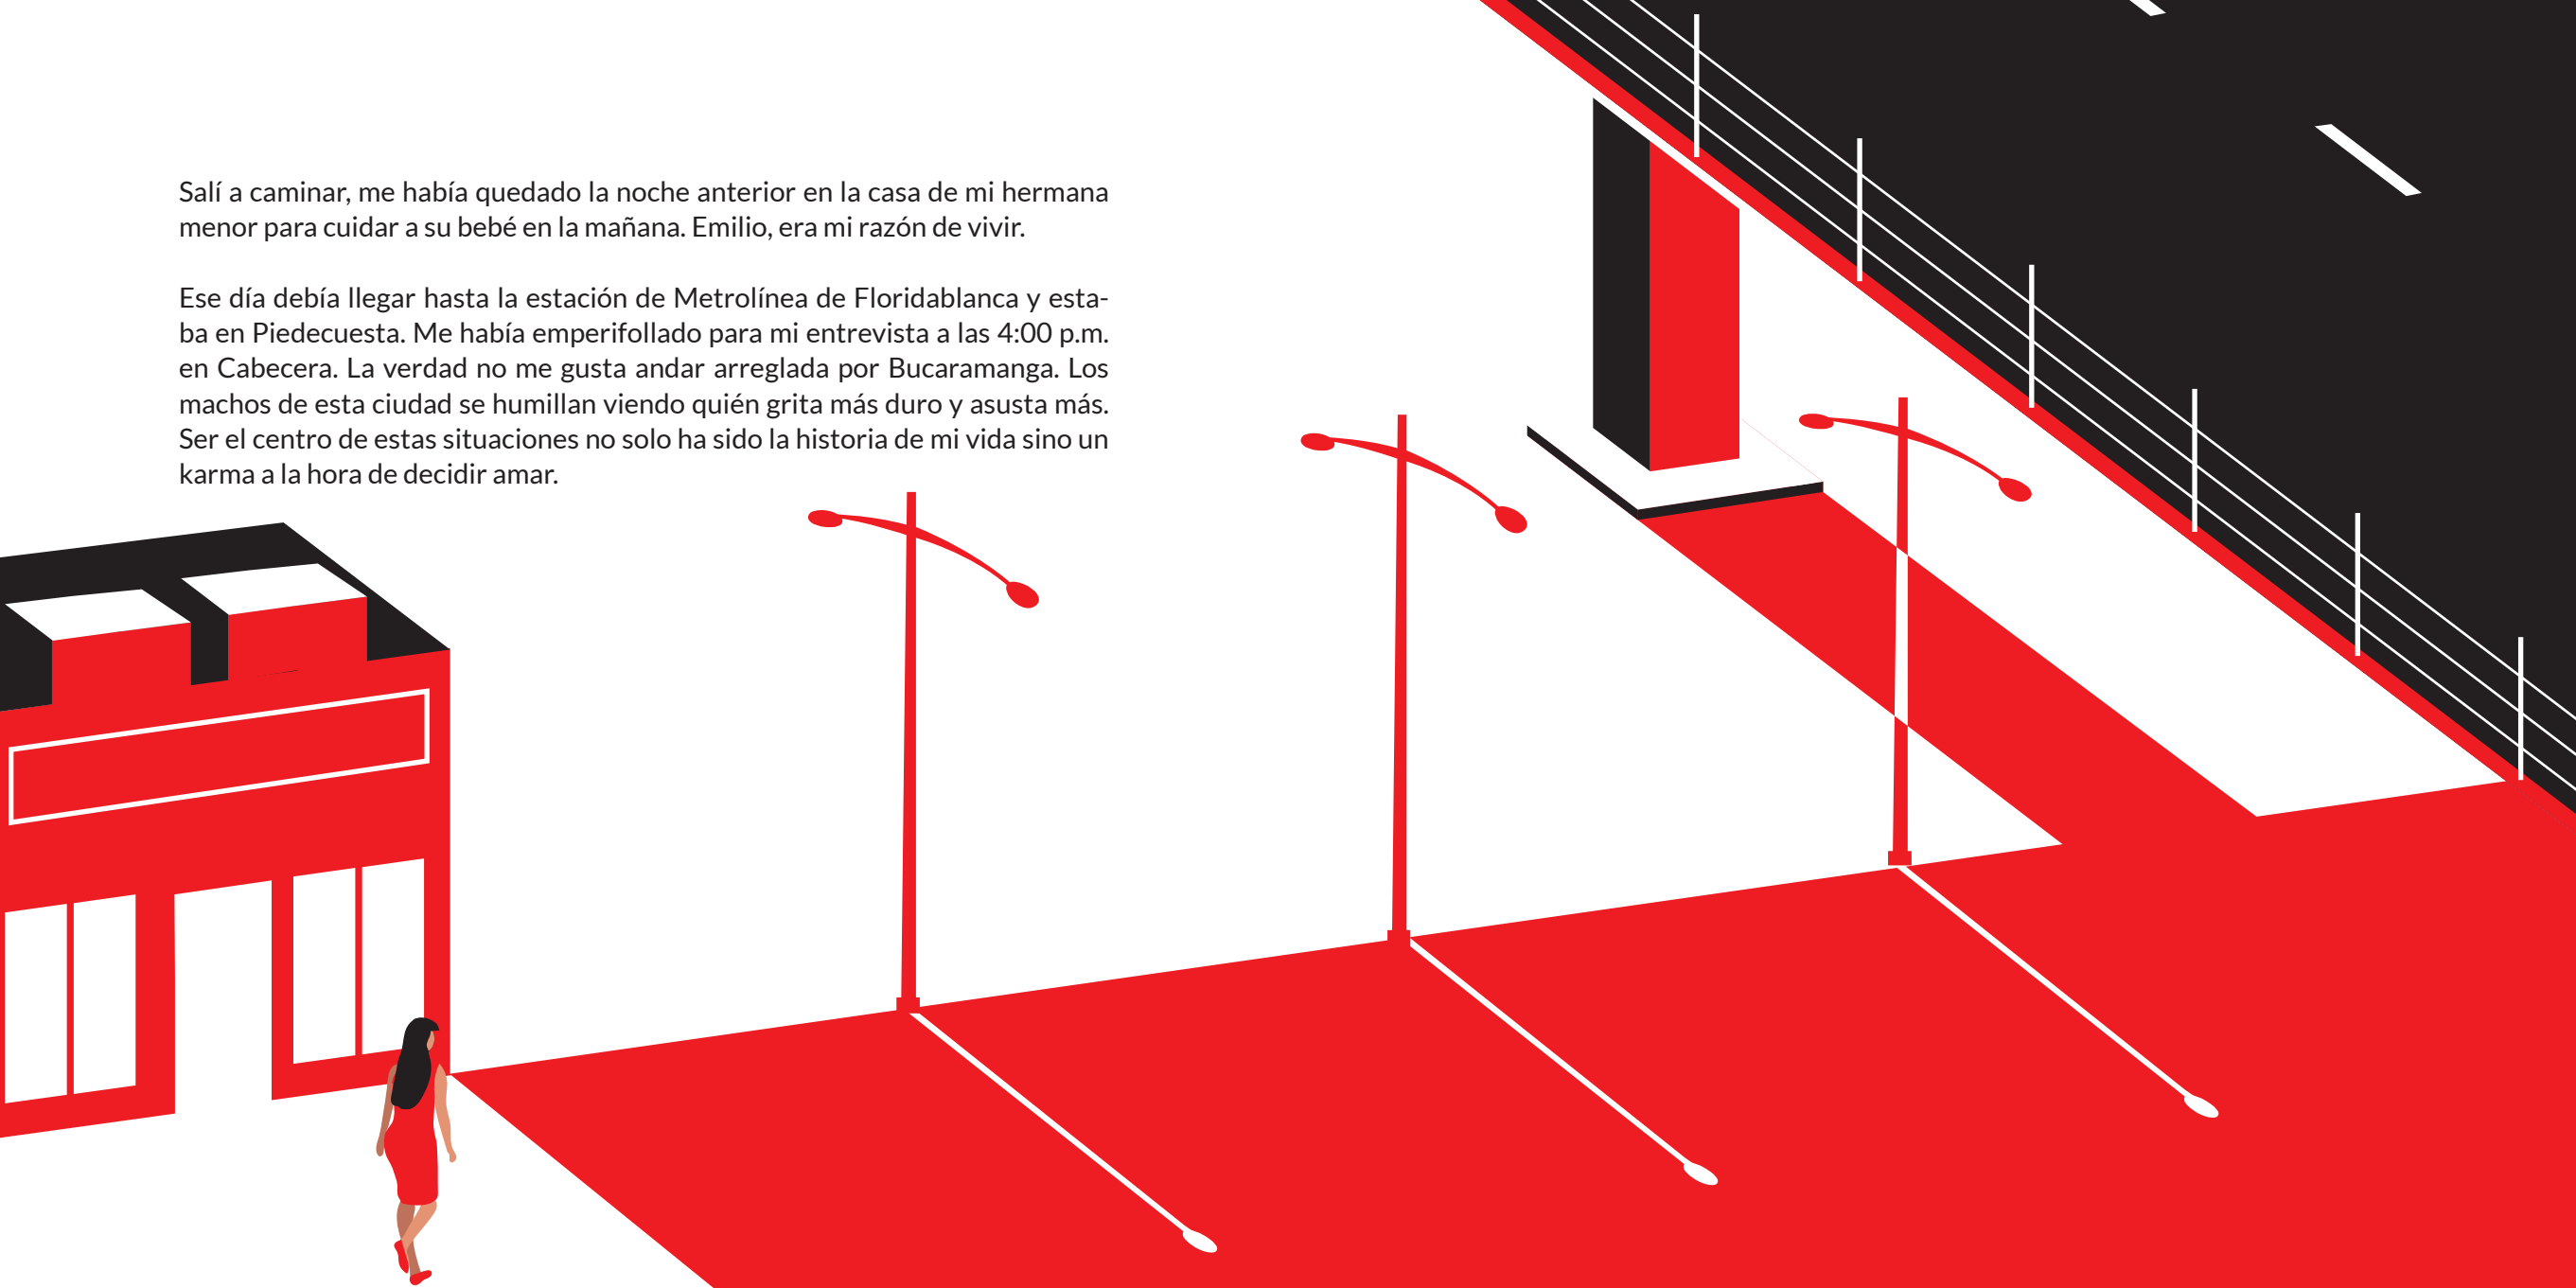 Salí a caminar, me había quedado la noche anterior en la casa de mi hermana
menor para cuidar a su bebé en la mañana. Emilio, era mi razón de vivir.
Ese día debía llegar hasta la estación de Metrolínea de Floridablanca y esta-
ba en Piedecuesta. Me había emperifollado para mi entrevista a las 4:00 p.m.
en Cabecera. La verdad no me gusta andar arreglada por Bucaramanga. Los
machos de esta ciudad se humillan viendo quién grita más duro y asusta más.
Ser el centro de estas situaciones no solo ha sido la historia de mi vida sino un
karma a la hora de decidir amar.